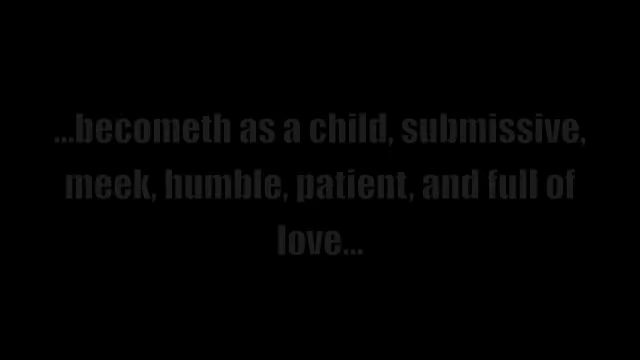 ...becometh as a child, submissive,
meek, humble, patient, and full of
love...